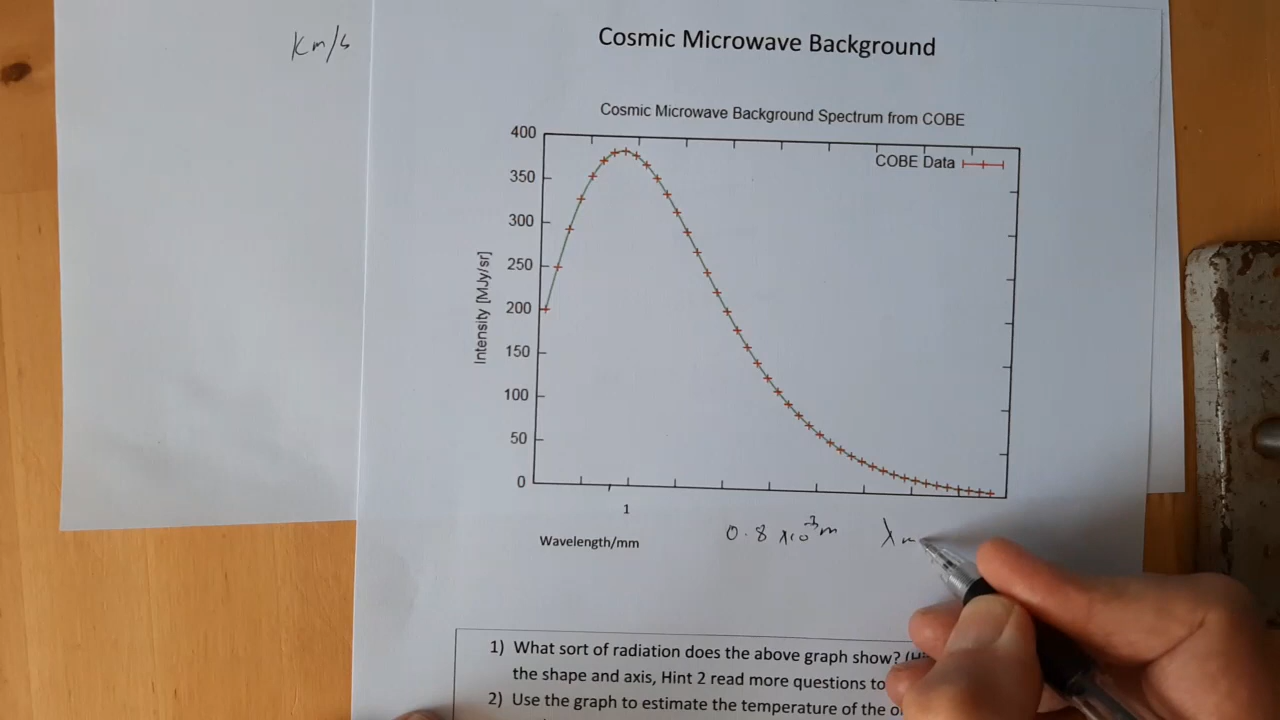 Km/s
Cosmic Microwave Background
Cosmic Microwave Background Spectrum from COBE
COBE Data
400
350
300
250
200
150
100
50
0
Intensity [MJy/sr]
1
Wavelength/mm
0.8 x10⁻³m λm
1) What sort of radiation does the above graph show?
the shape and axis, Hint 2 read more questions to
2) Use the graph to estimate the temperature of the